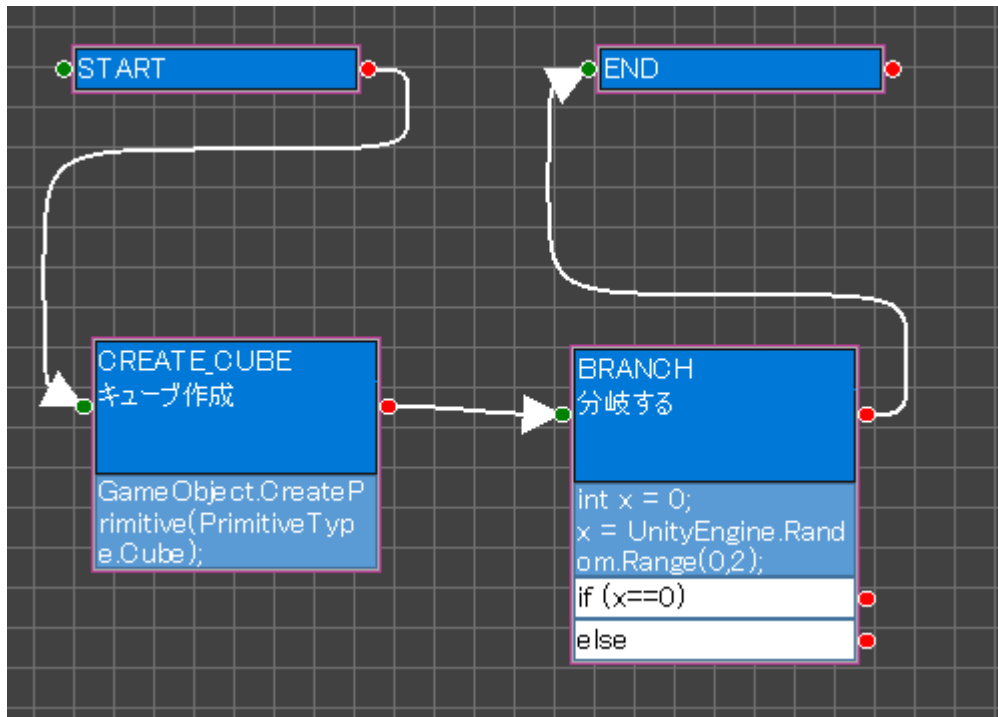 START
END
CREATE_CUBE
キューブ作成
GameObject.CreateP
rimitive(PrimitiveTyp
e.Cube);
BRANCH
分岐する
int x = 0;
x = UnityEngine.Rand
om.Range(0,2);
if (x==0)
else